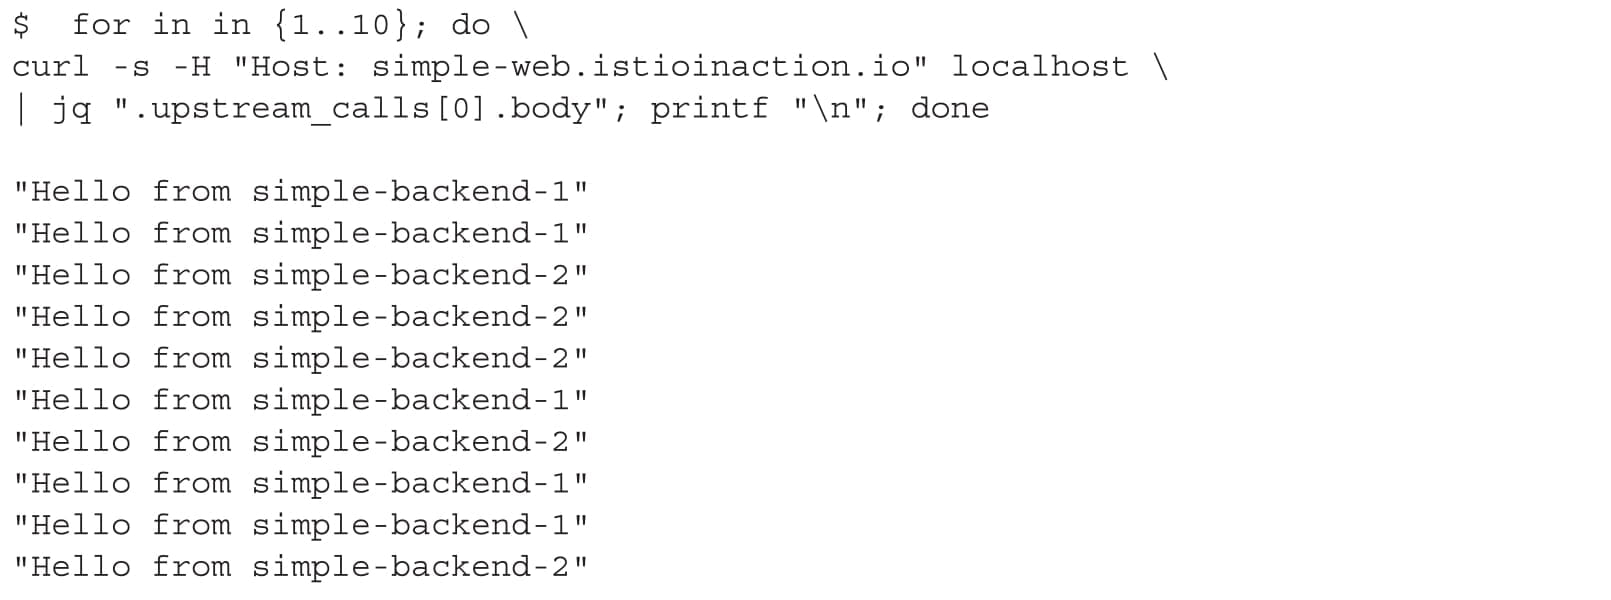 $  for in in {1..10}; do \
curl -s -H "Host: simple-web.istioinaction.io" localhost \
| jq ".upstream_calls[0].body"; printf "\n"; done
"Hello from simple-backend-1"
"Hello from simple-backend-1"
"Hello from simple-backend-2"
"Hello from simple-backend-2"
"Hello from simple-backend-2"
"Hello from simple-backend-1"
"Hello from simple-backend-2"
"Hello from simple-backend-1"
"Hello from simple-backend-1"
"Hello from simple-backend-2"